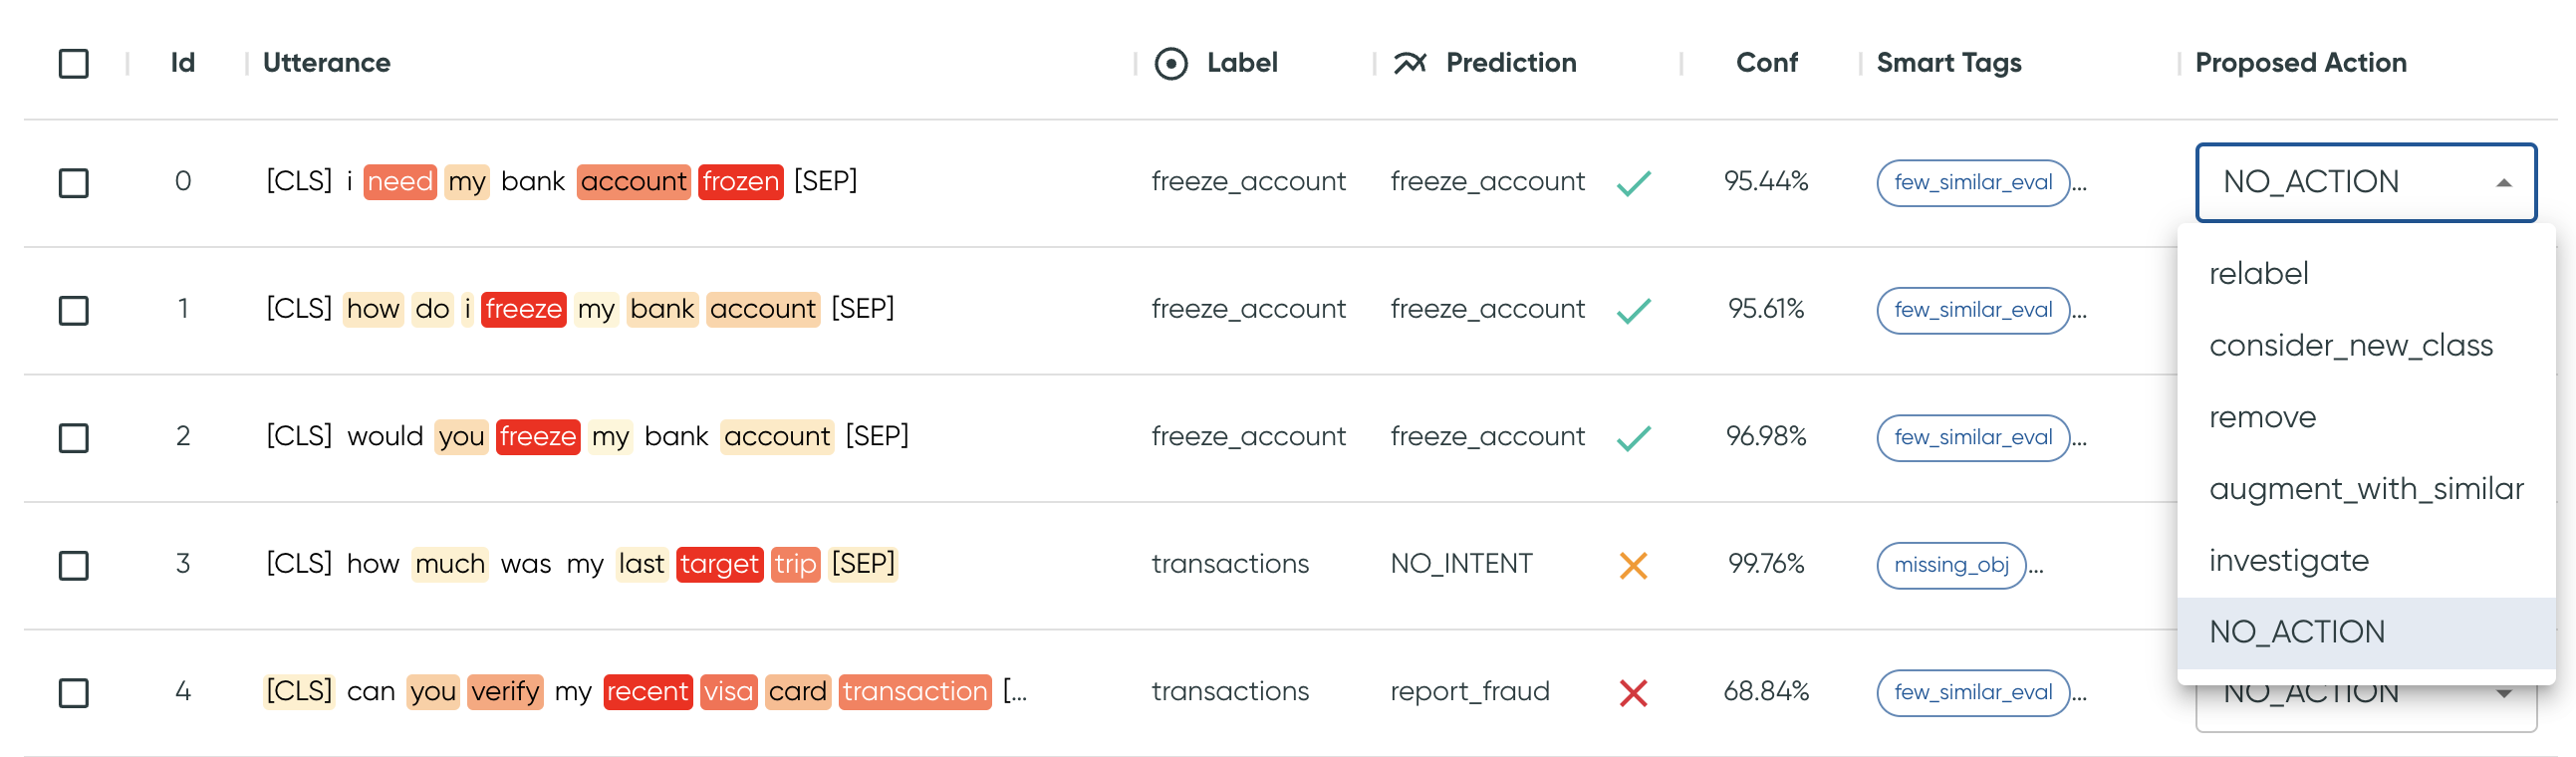 Id Utterance Label Prediction Conf Smart Tags Proposed Action
0 [CLS] i need my bank account frozen [SEP] freeze_account freeze_account 95.44% few_similar_eval... NO_ACTION
relabel
1 [CLS] how do i freeze my bank account [SEP] freeze_account freeze_account 95.61% few_similar_eval...
consider_new_class
remove
2 [CLS] would you freeze my bank account [SEP] freeze_account freeze_account 96.98% few_similar_eval...
augment_with_similar
3 [CLS] how much was my last target trip [SEP] transactions NO_INTENT 99.76% missing_obj... investigate
NO_ACTION
4 [CLS] can you verify my recent visa card transaction [... transactions report_fraud 68.84% few_similar_eval... NO_ACTION